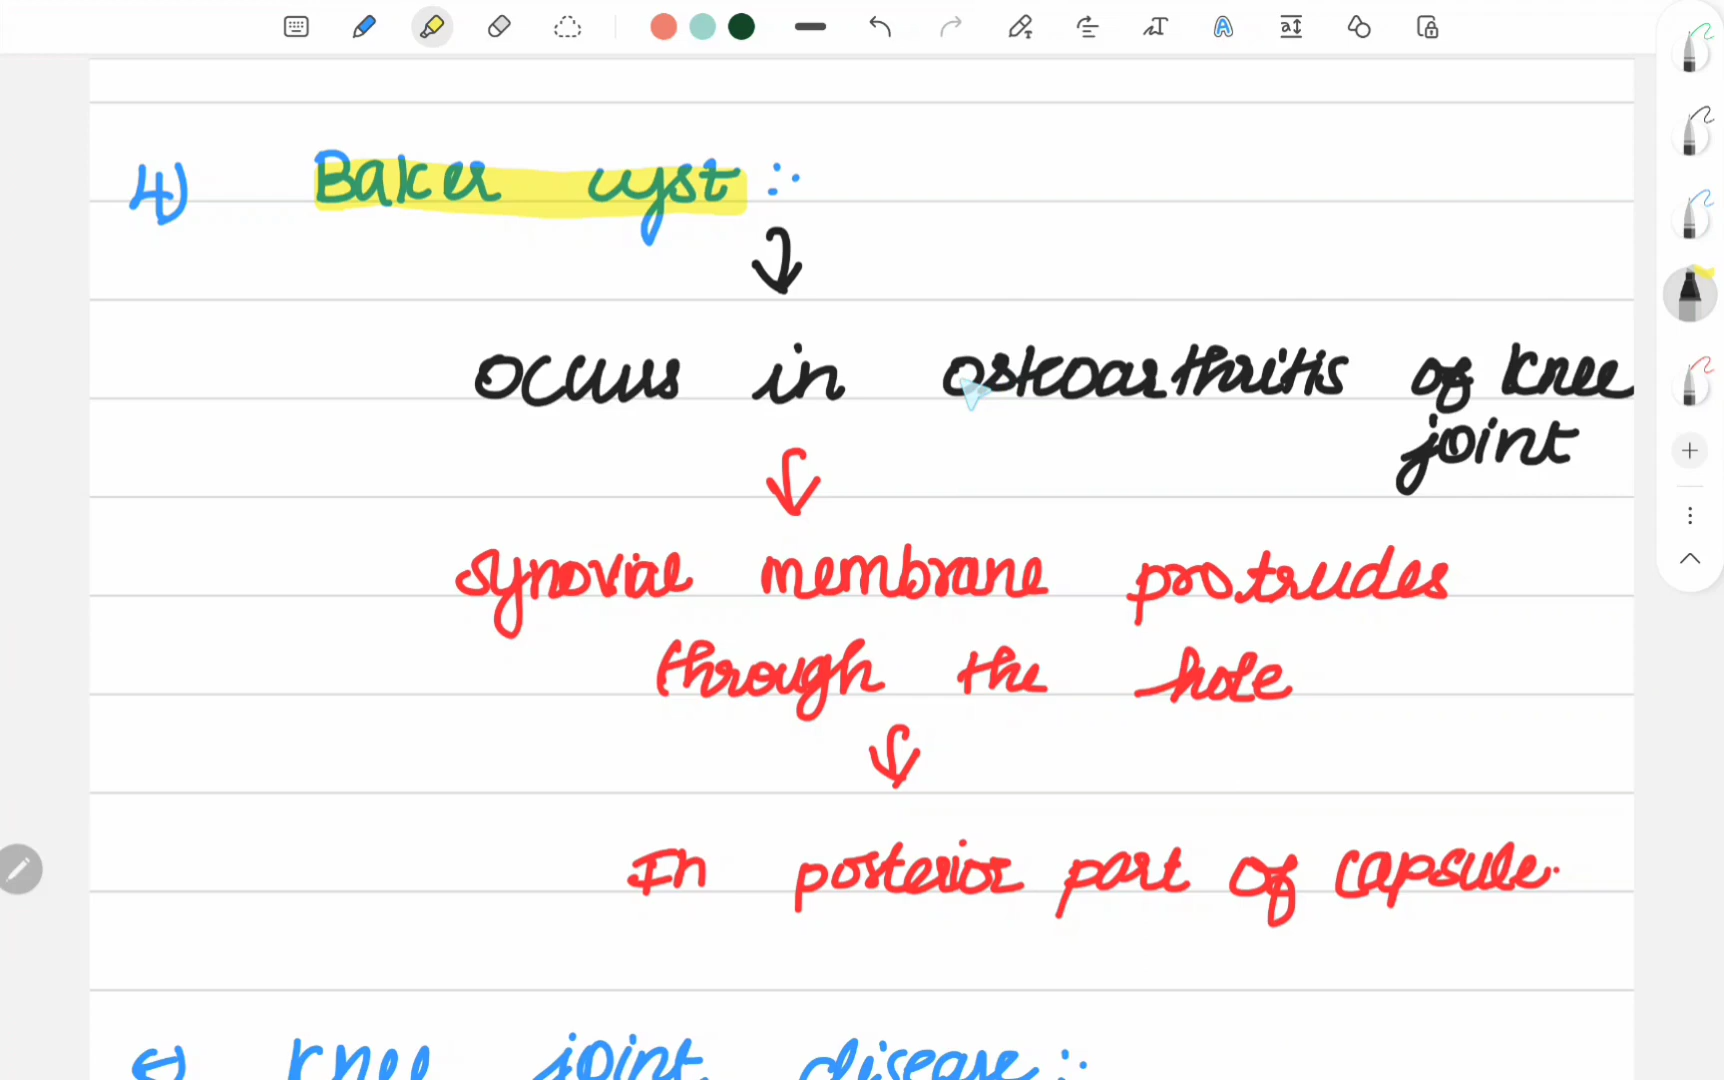 4) Baker cyst :-
↓
occurs in osteoarthritis of knee
joint
↓
synovial membrane protrudes
through the hole
↓
In posterior part of capsule.
5) Knee joint disease :-